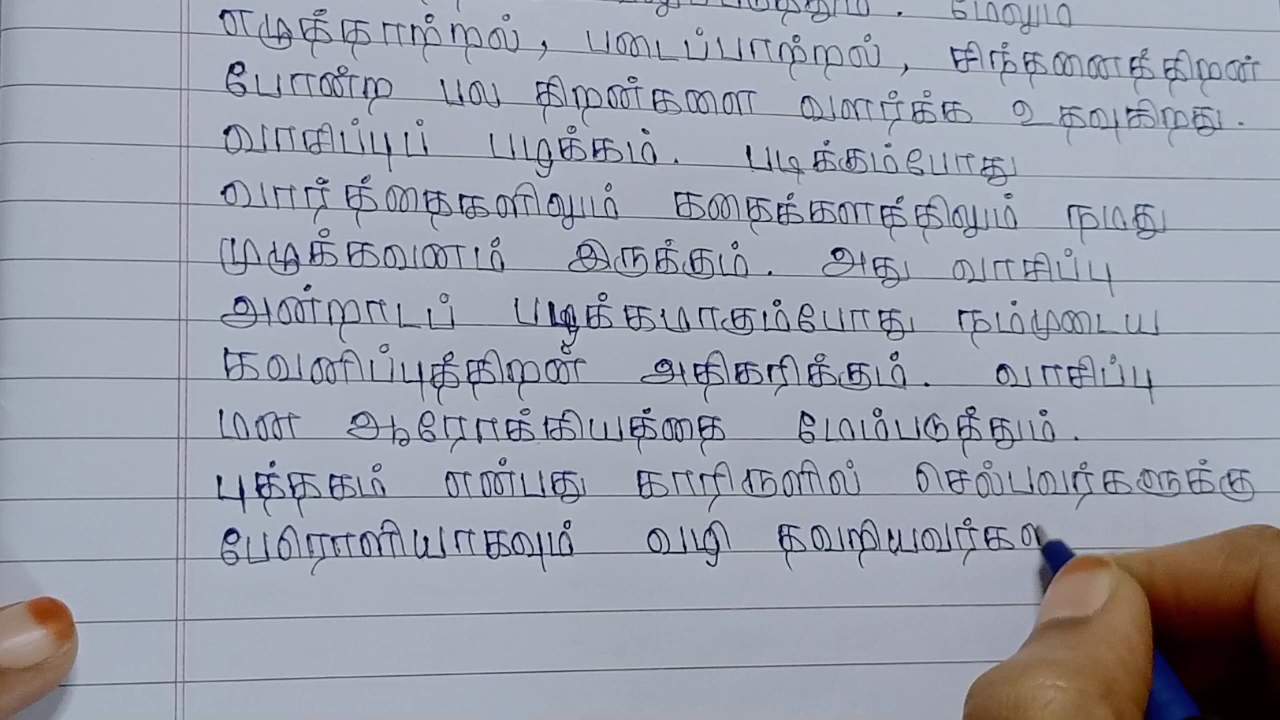 மேலும்
எழுத்தாற்றல், படைப்பாற்றல், சிந்தனைத்திறன்
போன்ற பல திறன்களை வளர்க்க உதவுகிறது.
வாசிப்புப் பழக்கம். படிக்கும்போது
வார்த்தைகளிலும் கதைக்களத்திலும் நமது
முழுக்கவனம் இருக்கும். அது வாசிப்பு
அன்றாடப் பழக்கமாகும்போது நம்முடைய
கவனிப்புத்திறன் அதிகரிக்கும். வாசிப்பு
மன ஆரோக்கியத்தை மேம்படுத்தும்.
புத்தகம் என்பது காரிருளில் செல்பவர்களுக்கு
பேரொளியாகவும் வழி தவறியவர்க